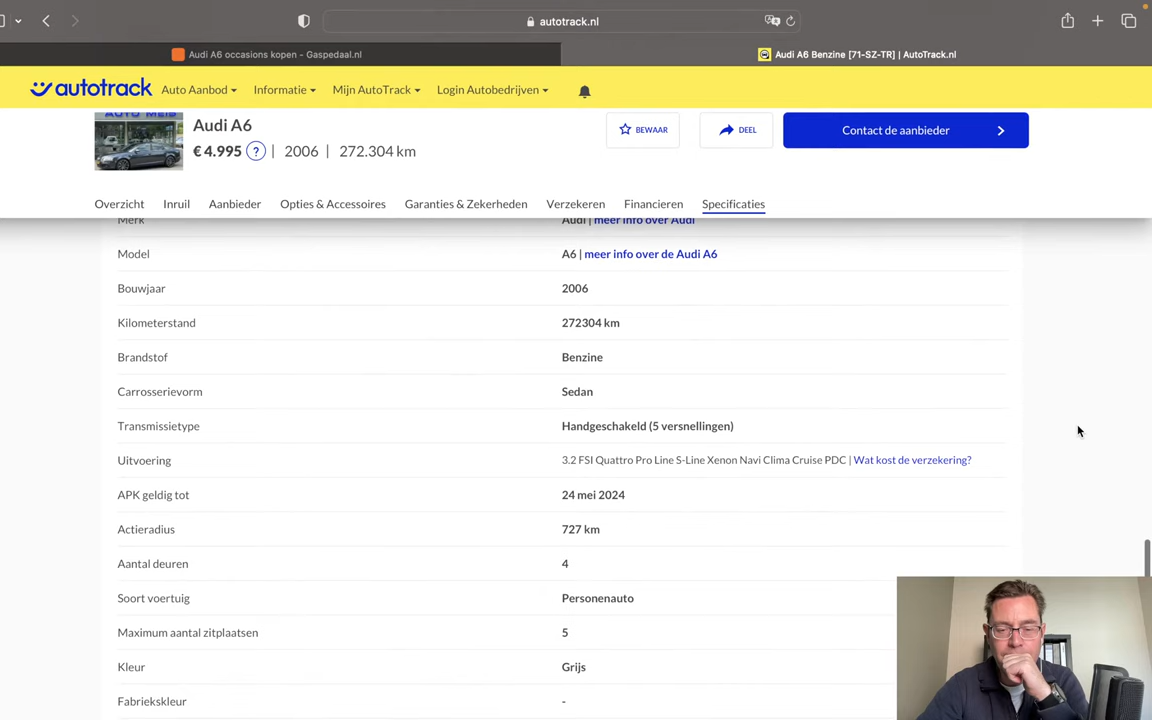 autotrack.nl
Audi A6 occasions kopen - Gaspedaal.nl
Audi A6 Benzine [71-SZ-TR] | AutoTrack.nl
autotrack
Auto Aanbod
Informatie
Mijn AutoTrack
Login Autobedrijven
AUTO MEIS
Audi A6
€ 4.995 ? | 2006 | 272.304 km
BEWAAR
DEEL
Contact de aanbieder
Overzicht
Inruil
Aanbieder
Opties & Accessoires
Garanties & Zekerheden
Verzekeren
Financieren
Specificaties
Merk
Audi | meer info over Audi
Model
A6 | meer info over de Audi A6
Bouwjaar
2006
Kilometerstand
272304 km
Brandstof
Benzine
Carrosserievorm
Sedan
Transmissietype
Handgeschakeld (5 versnellingen)
Uitvoering
3.2 FSI Quattro Pro Line S-Line Xenon Navi Clima Cruise PDC | Wat kost de verzekering?
APK geldig tot
24 mei 2024
Actieradius
727 km
Aantal deuren
4
Soort voertuig
Personenauto
Maximum aantal zitplaatsen
5
Kleur
Grijs
Fabriekskleur
-